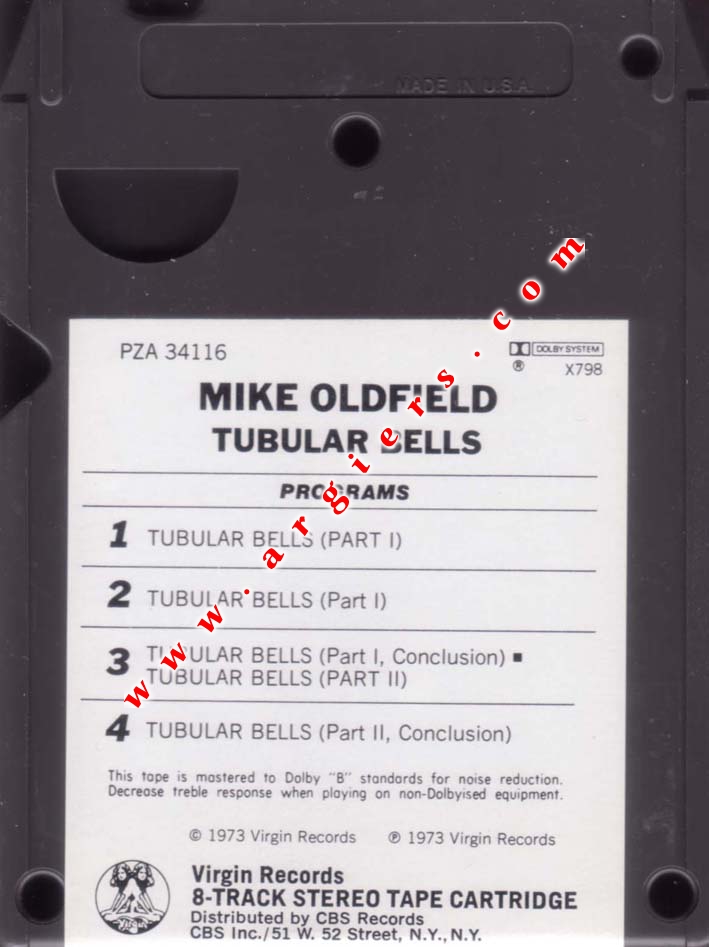 MADE IN U.S.A.
PZA 34116
DOLBY SYSTEM
®
X798
MIKE OLDFIELD
TUBULAR BELLS
PROGRAMS
1 TUBULAR BELLS (PART I)
2 TUBULAR BELLS (Part I)
3 TUBULAR BELLS (Part I, Conclusion) ■
TUBULAR BELLS (PART II)
4 TUBULAR BELLS (Part II, Conclusion)
This tape is mastered to Dolby "B" standards for noise reduction.
Decrease treble response when playing on non-Dolbyised equipment.
© 1973 Virgin Records ℗ 1973 Virgin Records
Virgin
Virgin Records
8-TRACK STEREO TAPE CARTRIDGE
Distributed by CBS Records
CBS Inc./51 W. 52 Street, N.Y., N.Y.
www.argiers.com